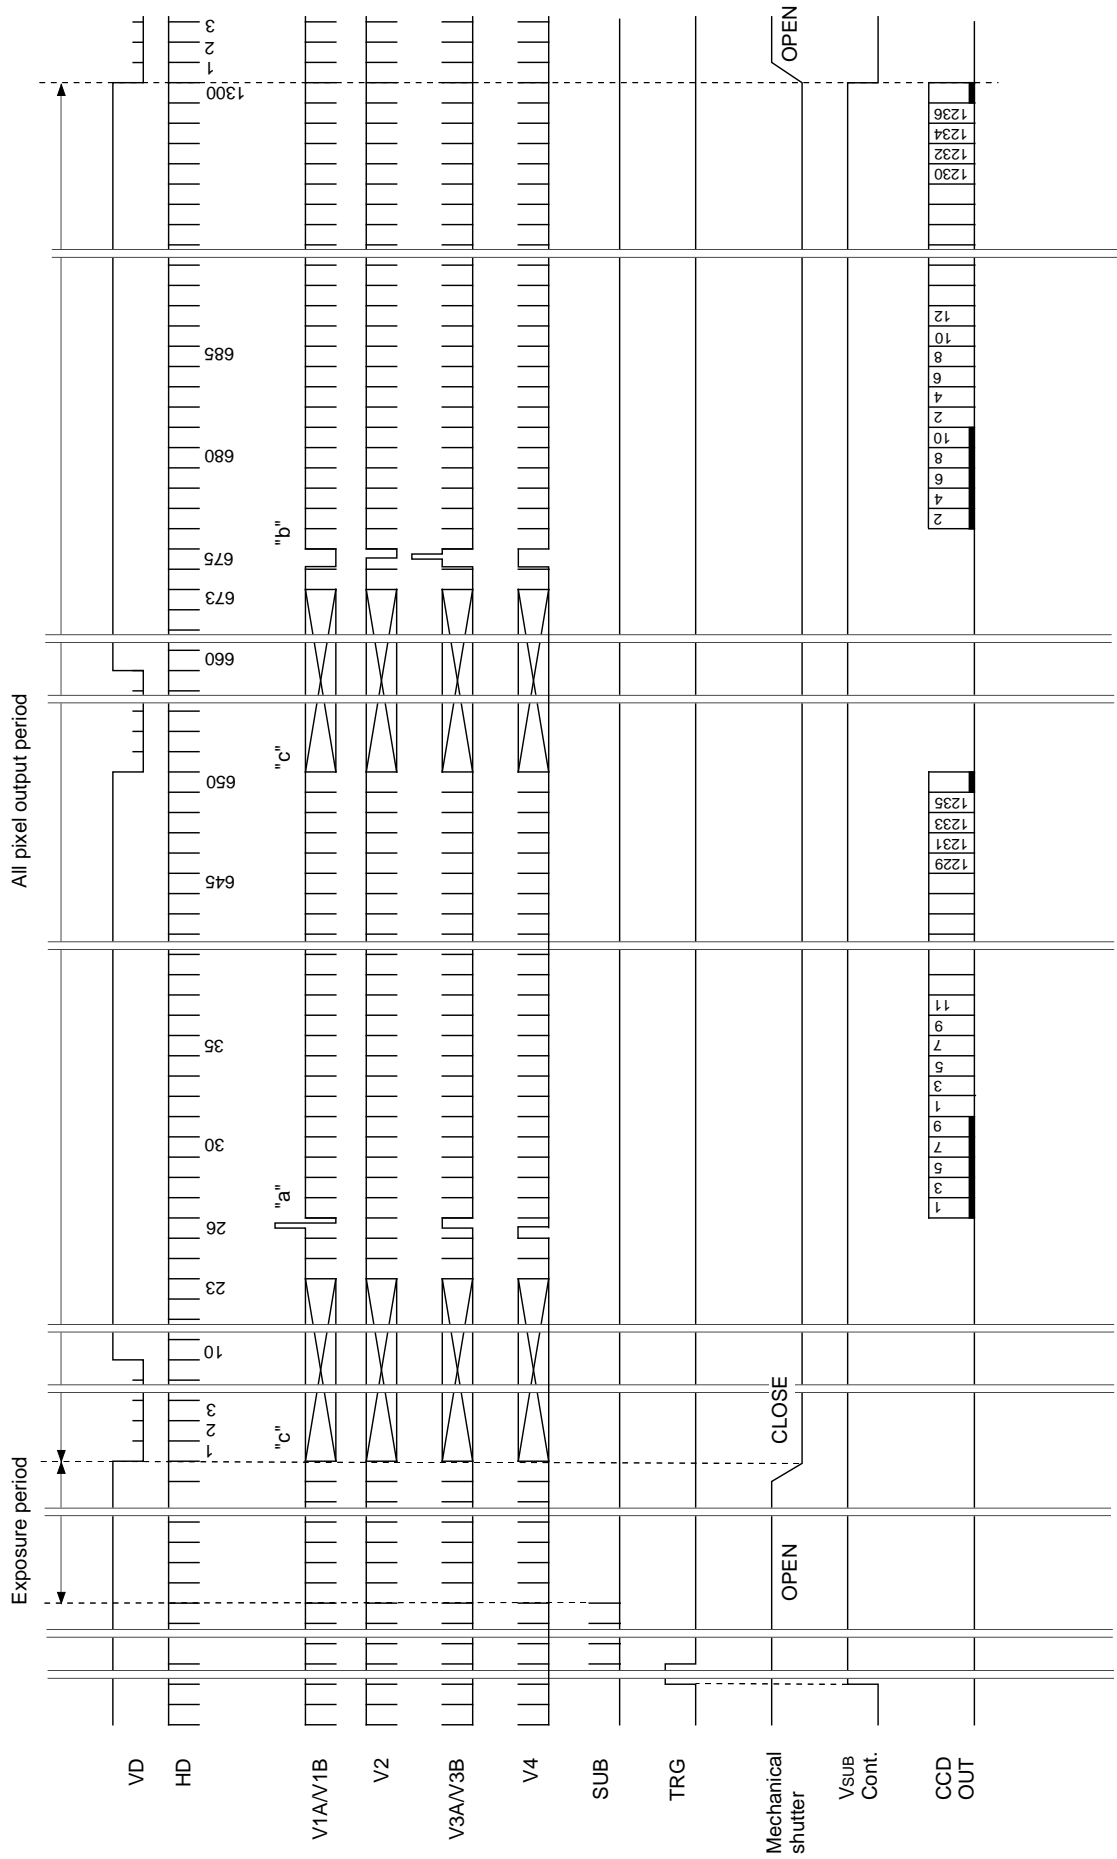 Exposure period
All pixel output period
VD
HD
1
2
3
10
23
26
30
35
645
650
660
673
675
680
685
1300
1
2
3
"c"
"a"
"c"
"b"
V1A/V1B
V2
V3A/V3B
V4
SUB
TRG
Mechanical
shutter
OPEN
CLOSE
OPEN
VSUB
Cont.
CCD
OUT
1
3
5
7
9
1
3
5
7
9
11
1229
1231
1233
1235
2
4
6
8
10
2
4
6
8
10
12
1230
1232
1234
1236